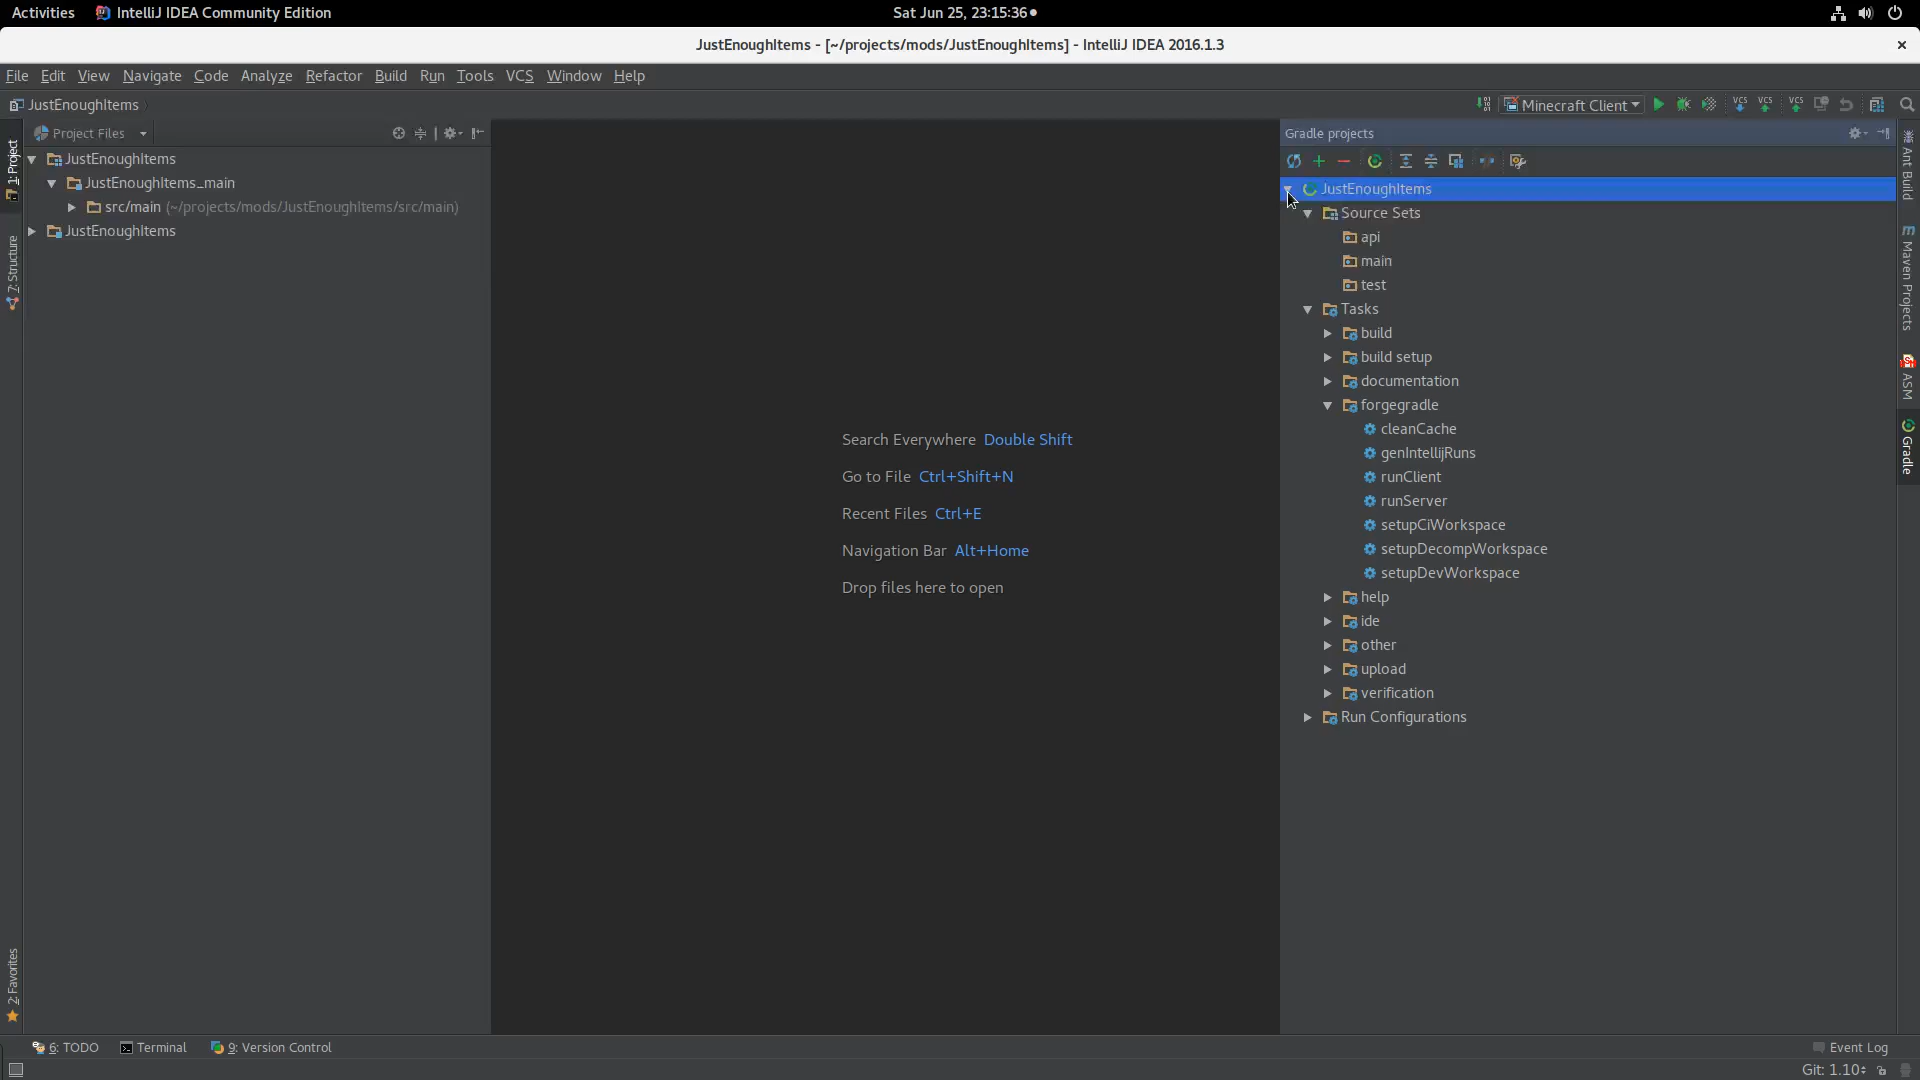 Activities IntelliJ IDEA Community Edition Sat Jun 25, 23:15:36
JustEnoughItems - [~/projects/mods/JustEnoughItems] - IntelliJ IDEA 2016.1.3
File Edit View Navigate Code Analyze Refactor Build Run Tools VCS Window Help
JustEnoughItems Minecraft Client VCS VCS VCS
Project Files
JustEnoughItems
JustEnoughItems_main
src/main (~/projects/mods/JustEnoughItems/src/main)
JustEnoughItems
1: Project
7: Structure
2: Favorites
Search Everywhere Double Shift
Go to File Ctrl+Shift+N
Recent Files Ctrl+E
Navigation Bar Alt+Home
Drop files here to open
Gradle projects
JustEnoughItems
Source Sets
api
main
test
Tasks
build
build setup
documentation
forgegradle
cleanCache
genIntellijRuns
runClient
runServer
setupCiWorkspace
setupDecompWorkspace
setupDevWorkspace
help
ide
other
upload
verification
Run Configurations
Ant Build
Maven Projects
ASM
Gradle
6: TODO Terminal 9: Version Control Event Log
Git: 1.10